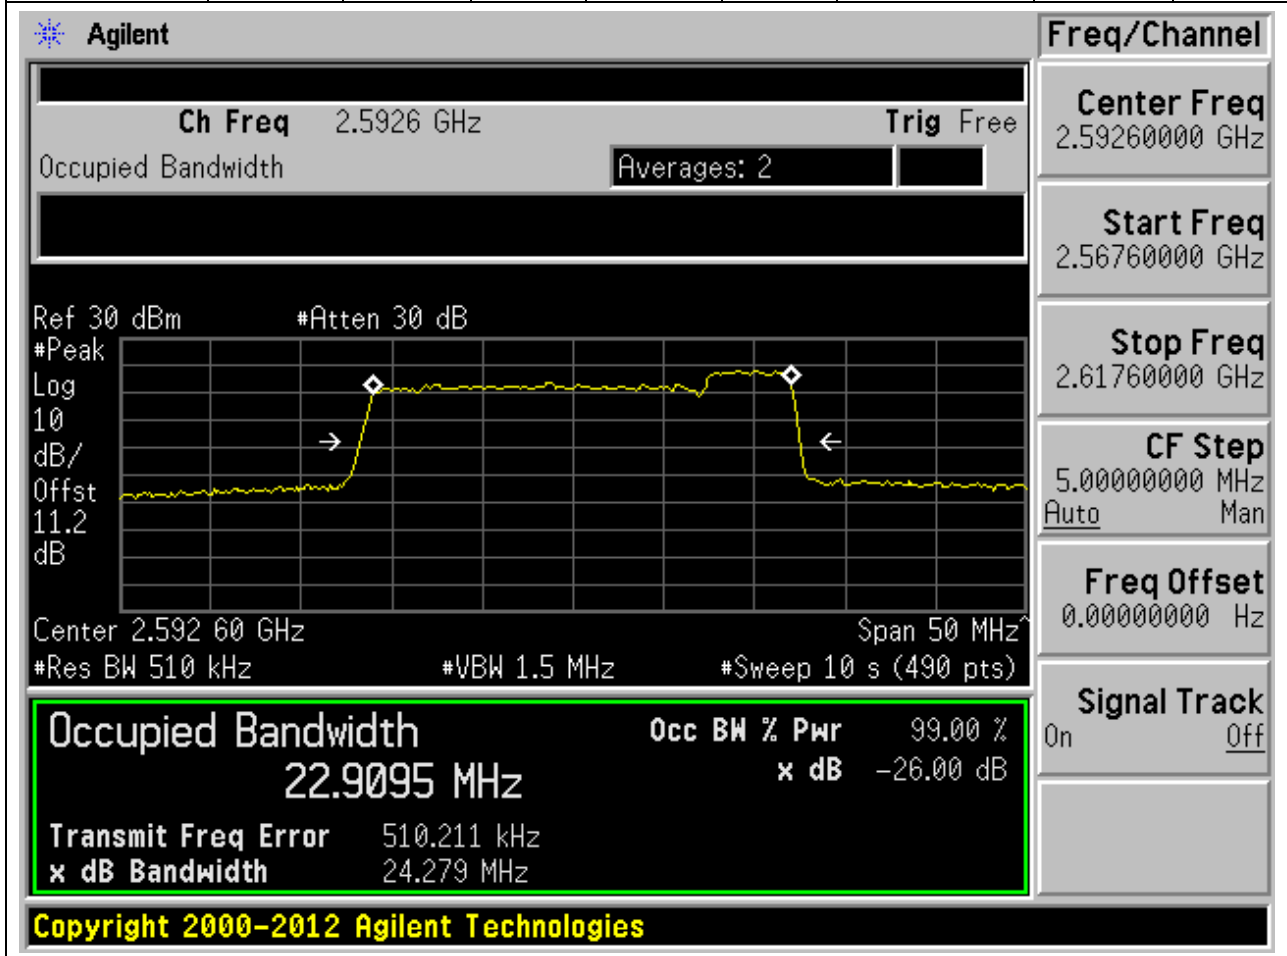 Agilent
Freq/Channel
Ch Freq 2.5926 GHz Trig Free
Occupied Bandwidth Averages: 2
Center Freq
2.59260000 GHz
Start Freq
2.56760000 GHz
Stop Freq
2.61760000 GHz
CF Step
5.00000000 MHz
Auto Man
Freq Offset
0.00000000 Hz
Signal Track
On Off
Ref 30 dBm #Atten 30 dB
#Peak
Log
10
dB/
Offst
11.2
dB
Center 2.592 60 GHz Span 50 MHz^
#Res BW 510 kHz #VBW 1.5 MHz #Sweep 10 s (490 pts)
Occupied Bandwidth Occ BW % Pwr 99.00 %
22.9095 MHz x dB -26.00 dB
Transmit Freq Error 510.211 kHz
x dB Bandwidth 24.279 MHz
Copyright 2000-2012 Agilent Technologies